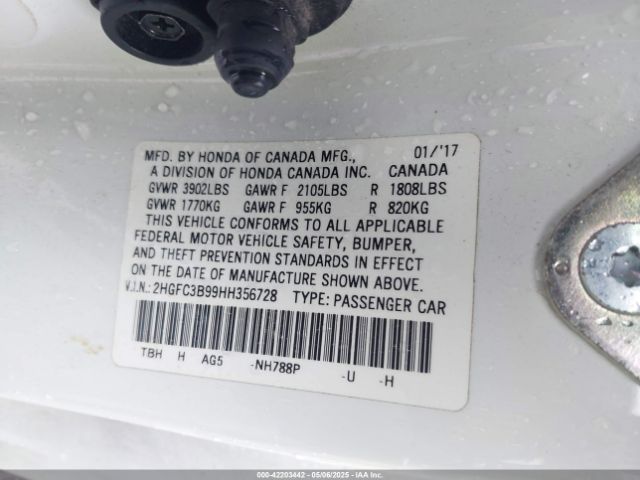 MFD. BY HONDA OF CANADA MFG., 01/'17
A DIVISION OF HONDA CANADA INC. CANADA
GVWR 3902LBS GAWR F 2105LBS R 1808LBS
GVWR 1770KG GAWR F 955KG R 820KG
THIS VEHICLE CONFORMS TO ALL APPLICABLE
FEDERAL MOTOR VEHICLE SAFETY, BUMPER,
AND THEFT PREVENTION STANDARDS IN EFFECT
ON THE DATE OF MANUFACTURE SHOWN ABOVE.
V.I.N.: 2HGFC3B99HH356728 TYPE: PASSENGER CAR
TBH H AG5 -NH788P -U -H
000-42203442 - 05/06/2025 - IAA Inc. (C)